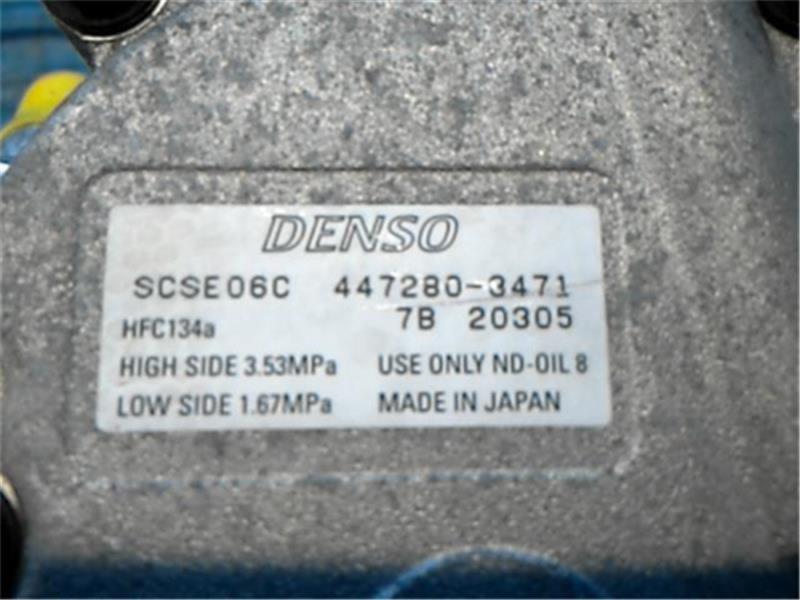 DENSO
SCSE06C 447280-3471
HFC134a 7B 20305
HIGH SIDE 3.53MPa USE ONLY ND-OIL 8
LOW SIDE 1.67MPa MADE IN JAPAN